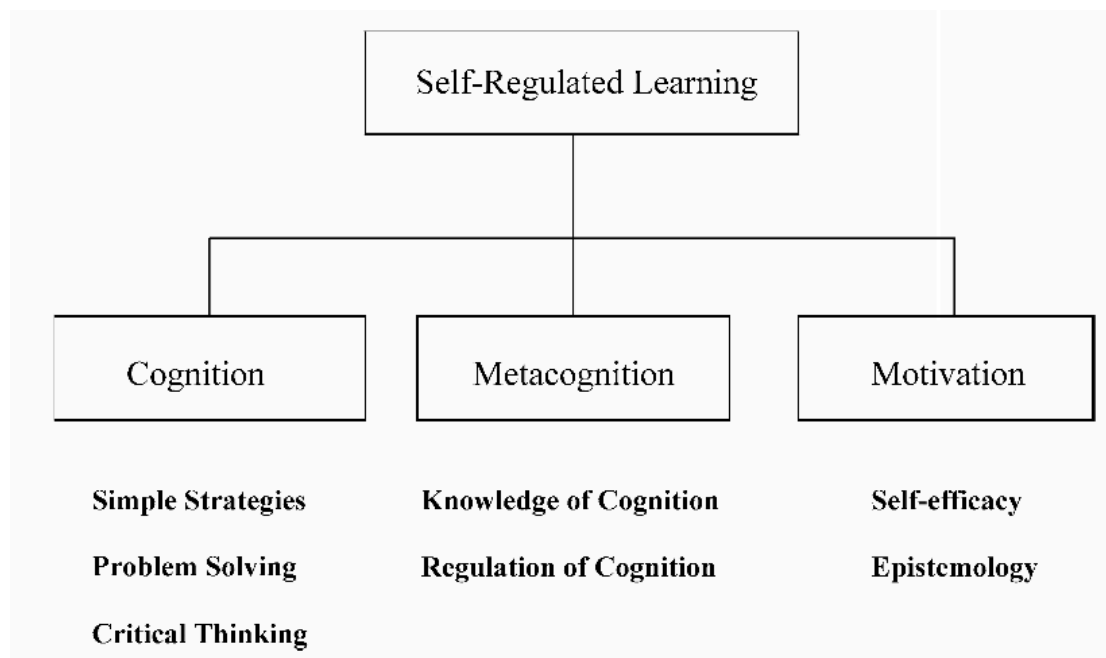 Self-Regulated Learning
Cognition
Metacognition
Motivation
Simple Strategies
Knowledge of Cognition
Self-efficacy
Problem Solving
Regulation of Cognition
Epistemology
Critical Thinking